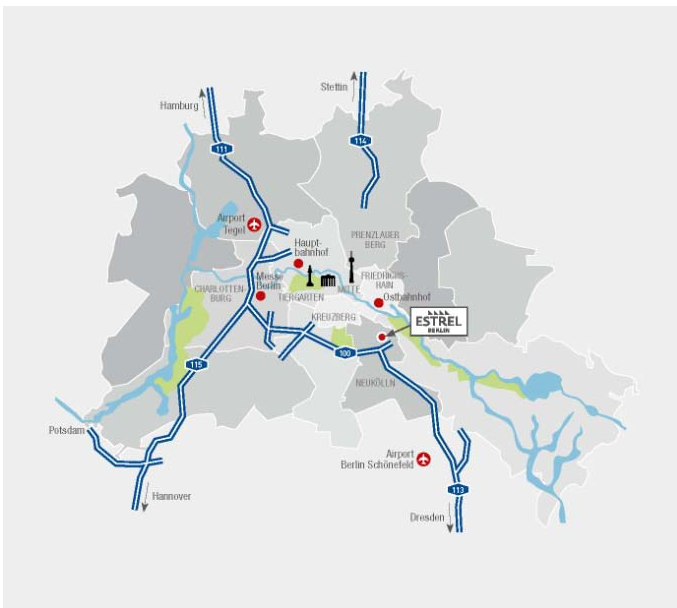 Stettin
Hamburg
111
114
Airport
Tegel
PRENZLAUER
BERG
Haupt-
bahnhof
FRIEDRICHS-
HAIN
Messe
Berlin
CHARLOTTEN-
BURG
TIERGARTEN
MITTE
Ostbahnhof
KREUZBERG
ESTREL
BERLIN
100
115
NEUKÖLLN
Potsdam
Airport
Berlin Schönefeld
113
Hannover
Dresden